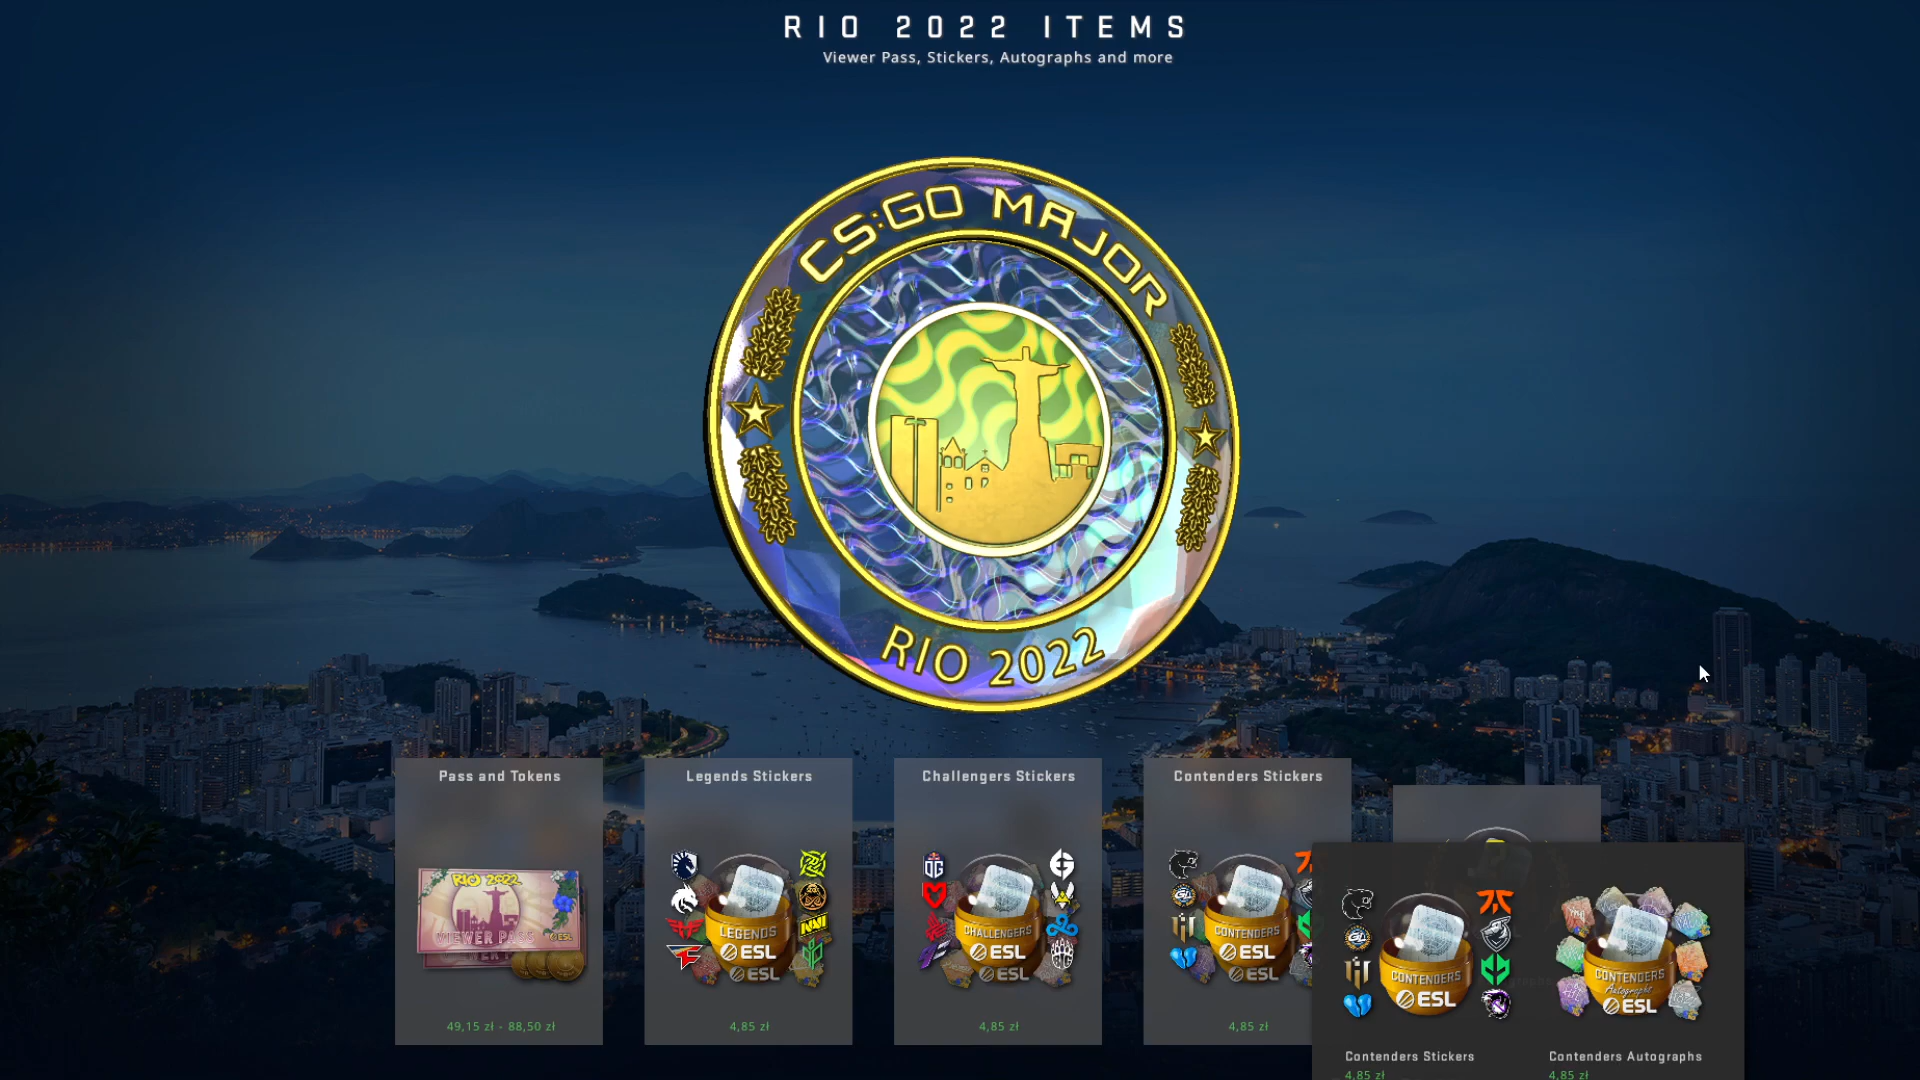 RIO 2022 ITEMS
Viewer Pass, Stickers, Autographs and more
CS:GO MAJOR
RIO 2022
Pass and Tokens
RIO 2022
VIEWER PASS
ESL
49,15 zł - 88,50 zł
Legends Stickers
OG
LEGENDS
ESL
ESL
4,85 zł
Challengers Stickers
CHALLENGERS
ESL
ESL
4,85 zł
Contenders Stickers
CONTENDERS
ESL
ESL
4,85 zł
CONTENDERS
ESL
Contenders Stickers
4,85 zł
CONTENDERS
Autographs
ESL
Contenders Autographs
4,85 zł